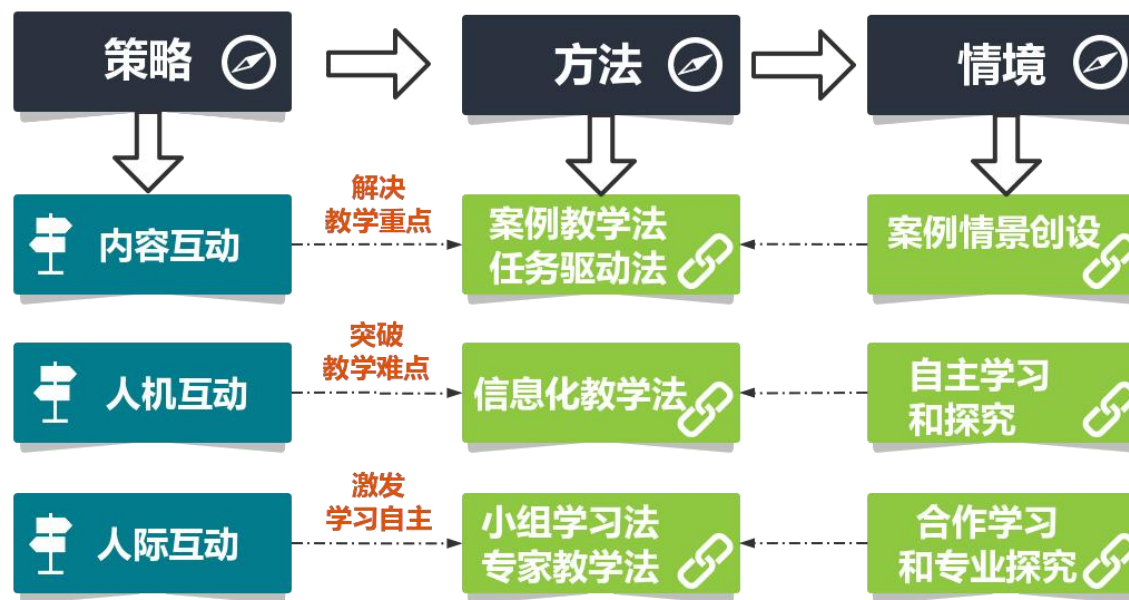 策略
方法
情境
解决
教学重点
内容互动
案例教学法
任务驱动法
案例情景创设
突破
教学难点
人机互动
信息化教学法
自主学习
和探究
激发
学习自主
人际互动
小组学习法
专家教学法
合作学习
和专业探究